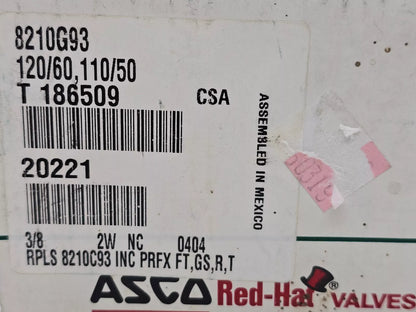 8210G93
120/60,110/50
T 186509 CSA
20221
ASSEMBLED IN MEXICO
3/8 2W NC 0404
RPLS 8210C93 INC PRFX FT,GS,R,T
ASCO Red-Hat VALVES